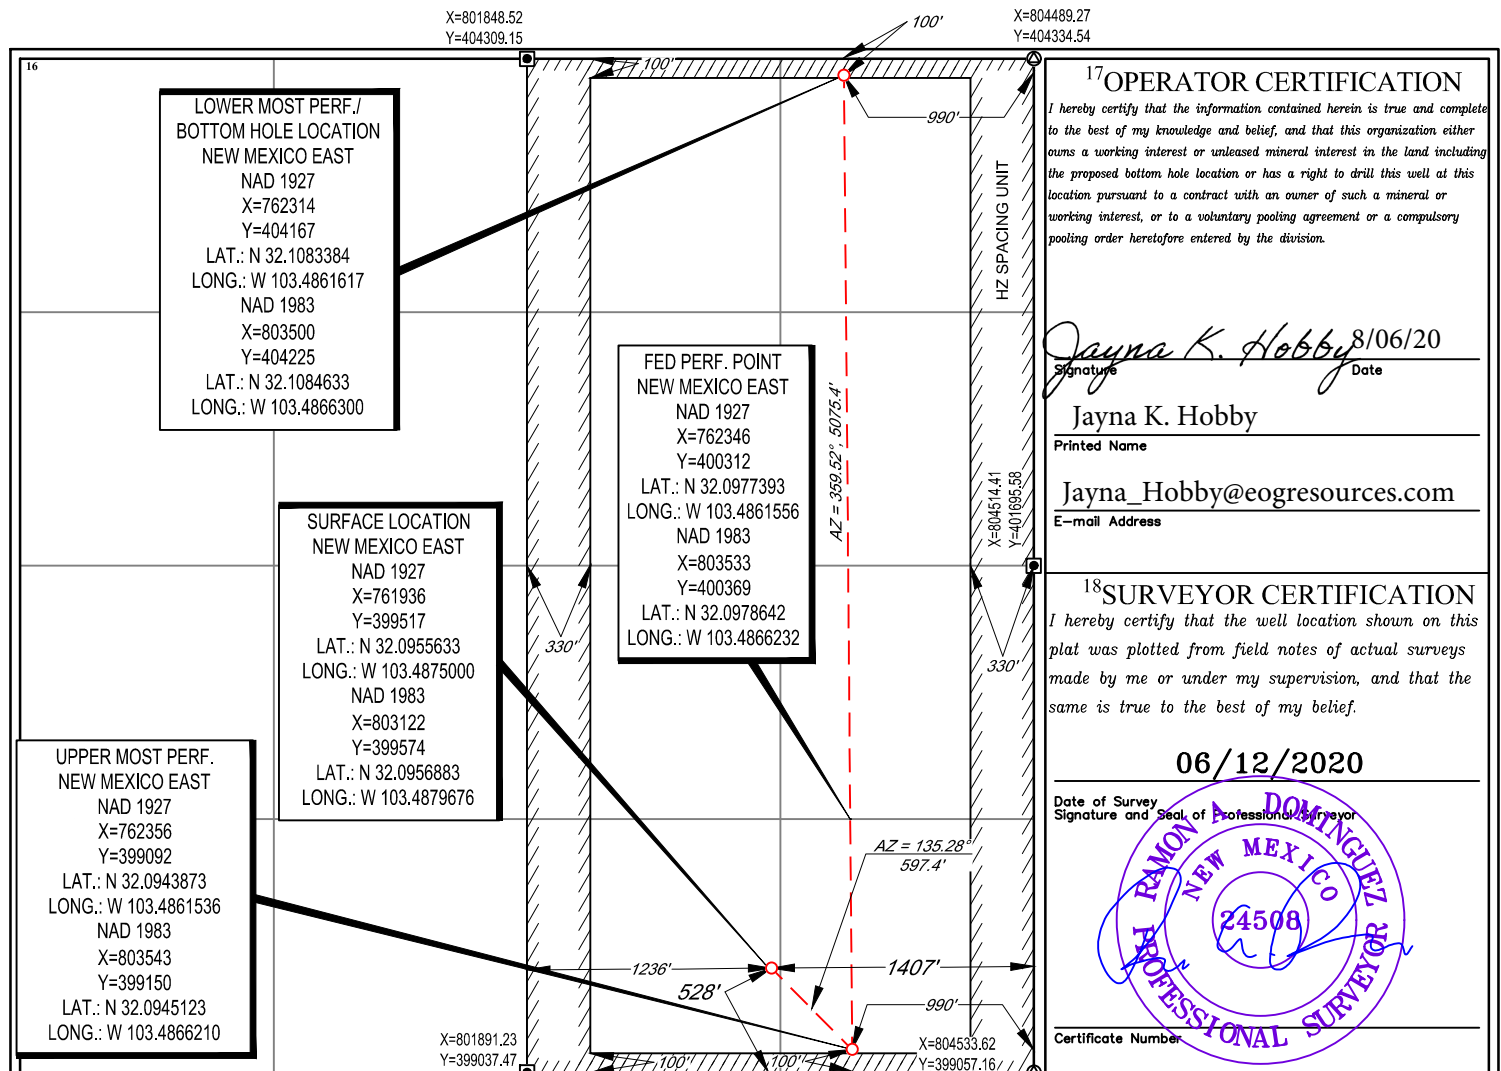 X=801848.52
Y=404309.15
100'
X=804489.27
Y=404334.54
16
100'
990'
LOWER MOST PERF./
BOTTOM HOLE LOCATION
NEW MEXICO EAST
NAD 1927
X=762314
Y=404167
LAT.: N 32.1083384
LONG.: W 103.4861617
NAD 1983
X=803500
Y=404225
LAT.: N 32.1084633
LONG.: W 103.4866300
HZ SPACING UNIT
FED PERF. POINT
NEW MEXICO EAST
NAD 1927
X=762346
Y=400312
LAT.: N 32.0977393
LONG.: W 103.4861556
NAD 1983
X=803533
Y=400369
LAT.: N 32.0978642
LONG.: W 103.4866232
AZ = 359.52°, 5075.4'
X=804514.41
Y=401695.58
330'
330'
SURFACE LOCATION
NEW MEXICO EAST
NAD 1927
X=761936
Y=399517
LAT.: N 32.0955633
LONG.: W 103.4875000
NAD 1983
X=803122
Y=399574
LAT.: N 32.0956883
LONG.: W 103.4879676
UPPER MOST PERF.
NEW MEXICO EAST
NAD 1927
X=762356
Y=399092
LAT.: N 32.0943873
LONG.: W 103.4861536
NAD 1983
X=803543
Y=399150
LAT.: N 32.0945123
LONG.: W 103.4866210
AZ = 135.28°
597.4'
1236'
1407'
528'
990'
X=801891.23
Y=399037.47
100'
100'
X=804533.62
Y=399057.16
17OPERATOR CERTIFICATION
I hereby certify that the information contained herein is true and complete
to the best of my knowledge and belief, and that this organization either
owns a working interest or unleased mineral interest in the land including
the proposed bottom hole location or has a right to drill this well at this
location pursuant to a contract with an owner of such a mineral or
working interest, or to a voluntary pooling agreement or a compulsory
pooling order heretofore entered by the division.
Jayna K. Hobby 8/06/20
Signature Date
Jayna K. Hobby
Printed Name
Jayna_Hobby@eogresources.com
E-mail Address
18SURVEYOR CERTIFICATION
I hereby certify that the well location shown on this
plat was plotted from field notes of actual surveys
made by me or under my supervision, and that the
same is true to the best of my belief.
06/12/2020
Date of Survey
Signature and Seal of Professional Surveyor
RAMON A. DOMINGUEZ
NEW MEXICO
24508
PROFESSIONAL SURVEYOR
Certificate Number